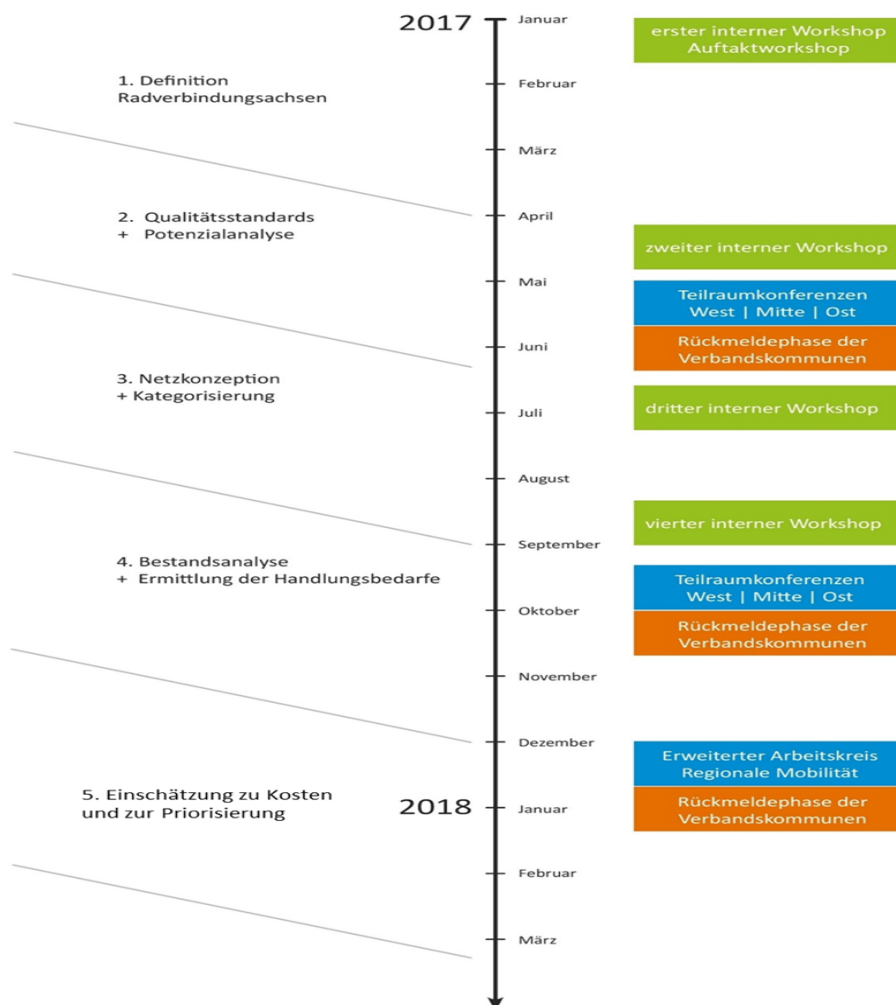 2017
Januar
erster interner Workshop
Auftaktworkshop
1. Definition
Radverbindungsachsen
Februar
März
April
2. Qualitätsstandards
+ Potenzialanalyse
zweiter interner Workshop
Mai
Teilraumkonferenzen
West | Mitte | Ost
Juni
Rückmeldephase der
Verbandskommunen
3. Netzkonzeption
+ Kategorisierung
Juli
dritter interner Workshop
August
vierter interner Workshop
September
4. Bestandsanalyse
+ Ermittlung der Handlungsbedarfe
Teilraumkonferenzen
West | Mitte | Ost
Oktober
Rückmeldephase der
Verbandskommunen
November
Dezember
Erweiterter Arbeitskreis
Regionale Mobilität
5. Einschätzung zu Kosten
und zur Priorisierung
2018
Januar
Rückmeldephase der
Verbandskommunen
Februar
März